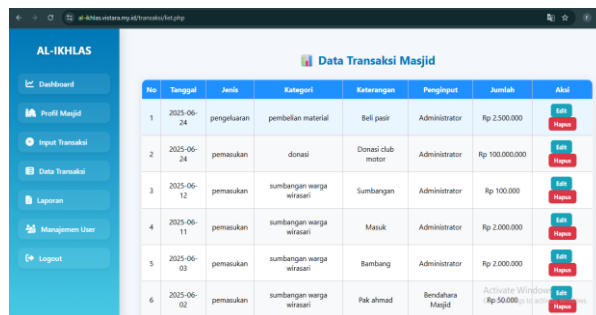 al-ikhlas.vistara.my.id/transaksi/list.php
AL-IKHLAS
Dashboard
Profil Masjid
Input Transaksi
Data Transaksi
Laporan
Manajemen User
Logout
Data Transaksi Masjid
No Tanggal Jenis Kategori Keterangan Penginput Jumlah Aksi
1 2025-06-24 pengeluaran pembelian material Beli pasir Administrator Rp 2.500.000 Edit Hapus
2 2025-06-24 pemasukan donasi Donasi club motor Administrator Rp 100.000.000 Edit Hapus
3 2025-06-12 pemasukan sumbangan warga wirasari Sumbangan Administrator Rp 100.000 Edit Hapus
4 2025-06-11 pemasukan sumbangan warga wirasari Masuk Administrator Rp 2.000.000 Edit Hapus
5 2025-06-03 pemasukan sumbangan warga wirasari Bambang Administrator Rp 2.000.000 Edit Hapus
6 2025-06-02 pemasukan sumbangan warga wirasari Pak ahmad Bendahara Masjid Rp 50.000 Edit Hapus
Activate Windows